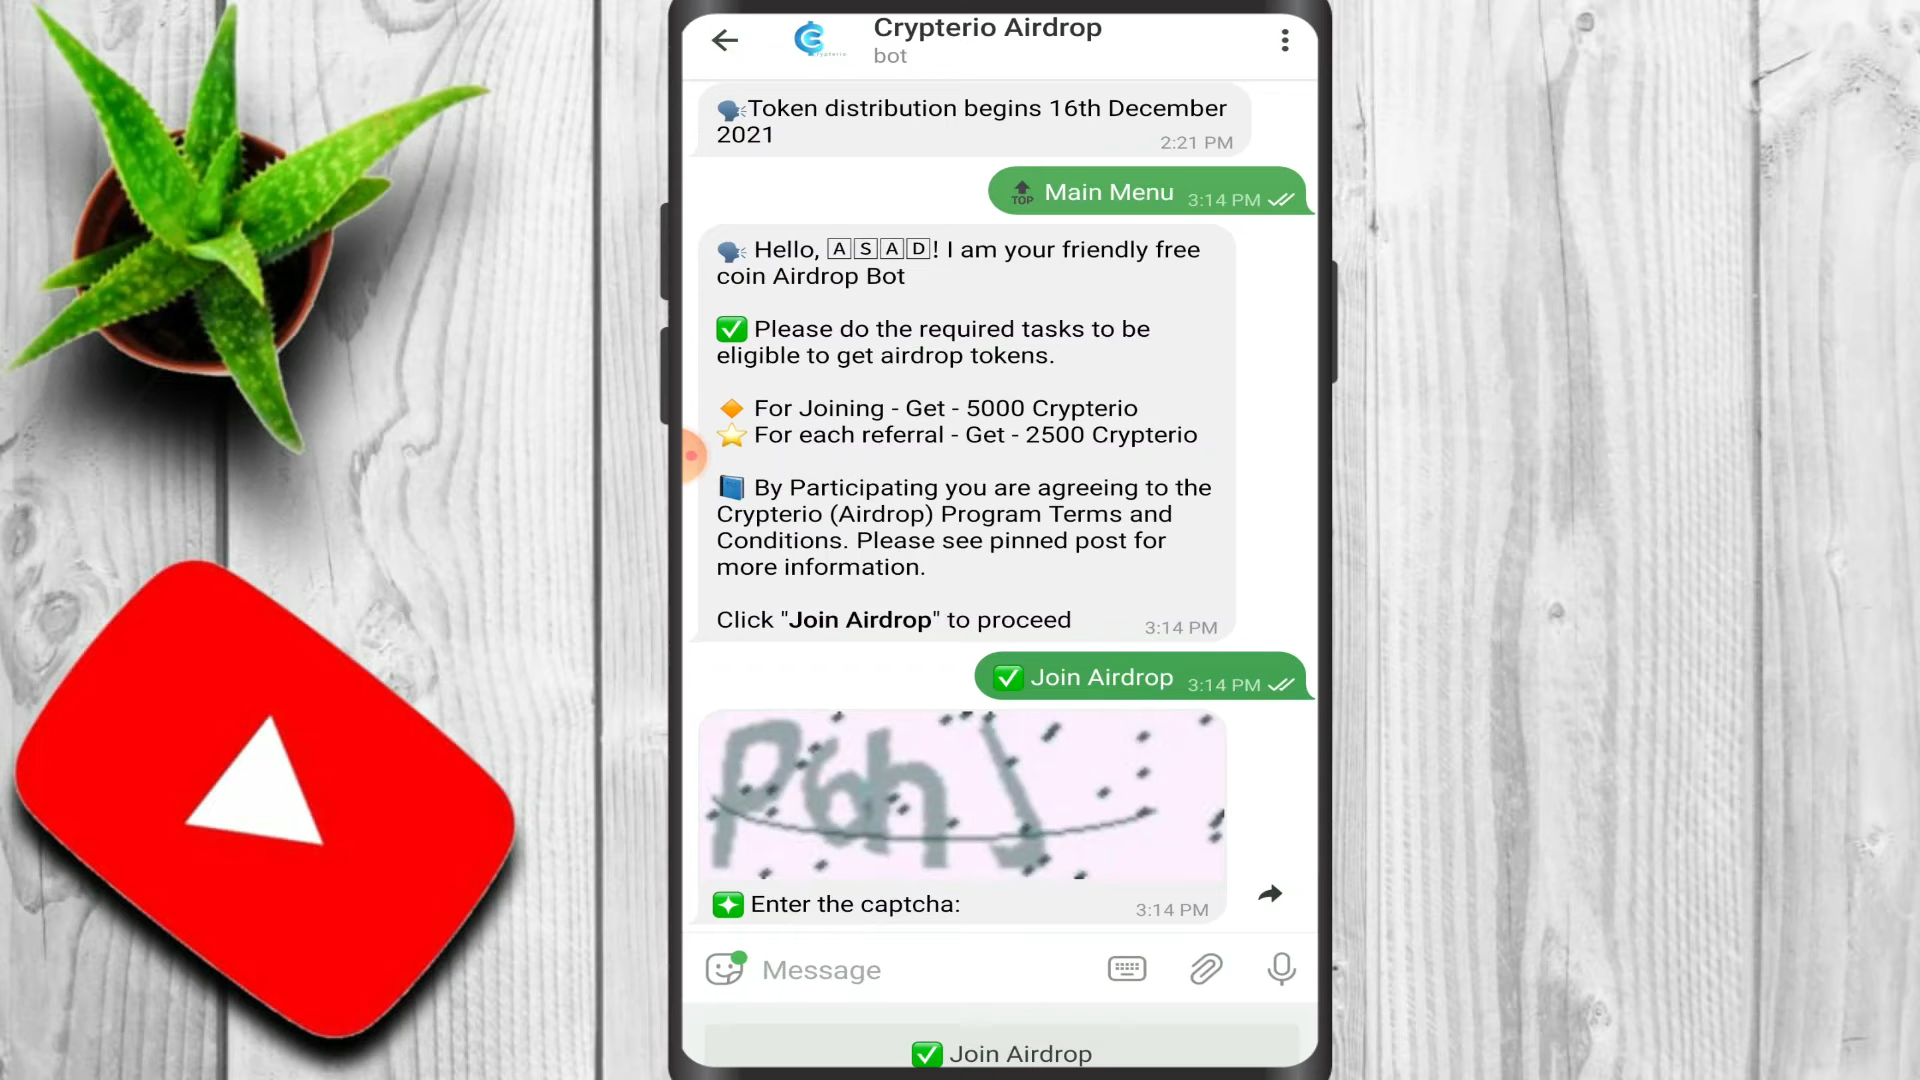 Crypterio Airdrop
bot
🗣Token distribution begins 16th December
2021
2:21 PM
🔝 Main Menu 3:14 PM
🗣 Hello, 🄰🅂🄰🄳! I am your friendly free
coin Airdrop Bot
✅ Please do the required tasks to be
eligible to get airdrop tokens.
🔸 For Joining - Get - 5000 Crypterio
⭐ For each referral - Get - 2500 Crypterio
📘 By Participating you are agreeing to the
Crypterio (Airdrop) Program Terms and
Conditions. Please see pinned post for
more information.
Click "Join Airdrop" to proceed
3:14 PM
✅ Join Airdrop 3:14 PM
Enter the captcha:
3:14 PM
Message
✅ Join Airdrop